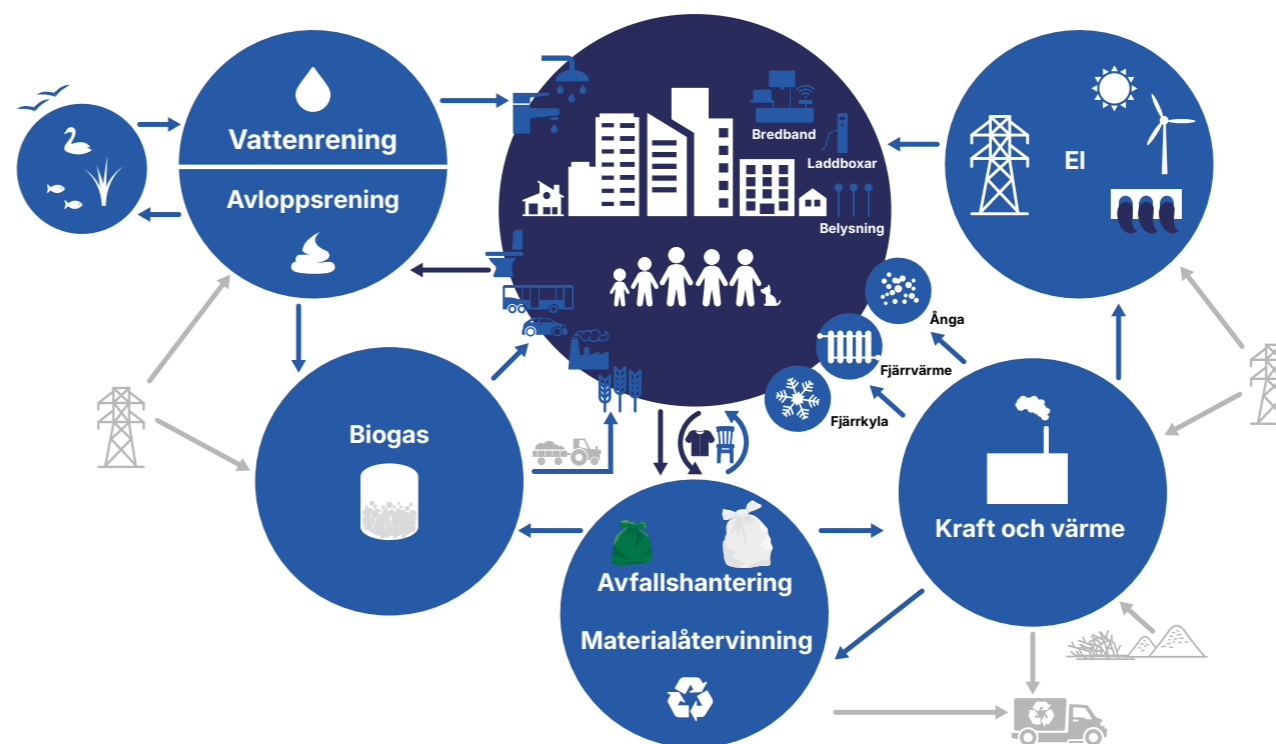 Vattenrening
Avloppsrening
Bredband
Laddboxar
Belysning
El
Ånga
Fjärrvärme
Fjärrkyla
Biogas
Kraft och värme
Avfallshantering
Materialåtervinning